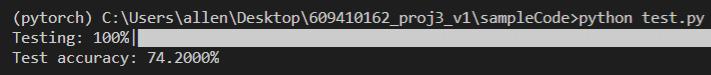 (pytorch) C:\Users\allen\Desktop\609410162_proj3_v1\sampleCode>python test.py
Testing: 100%|
Test accuracy: 74.2000%